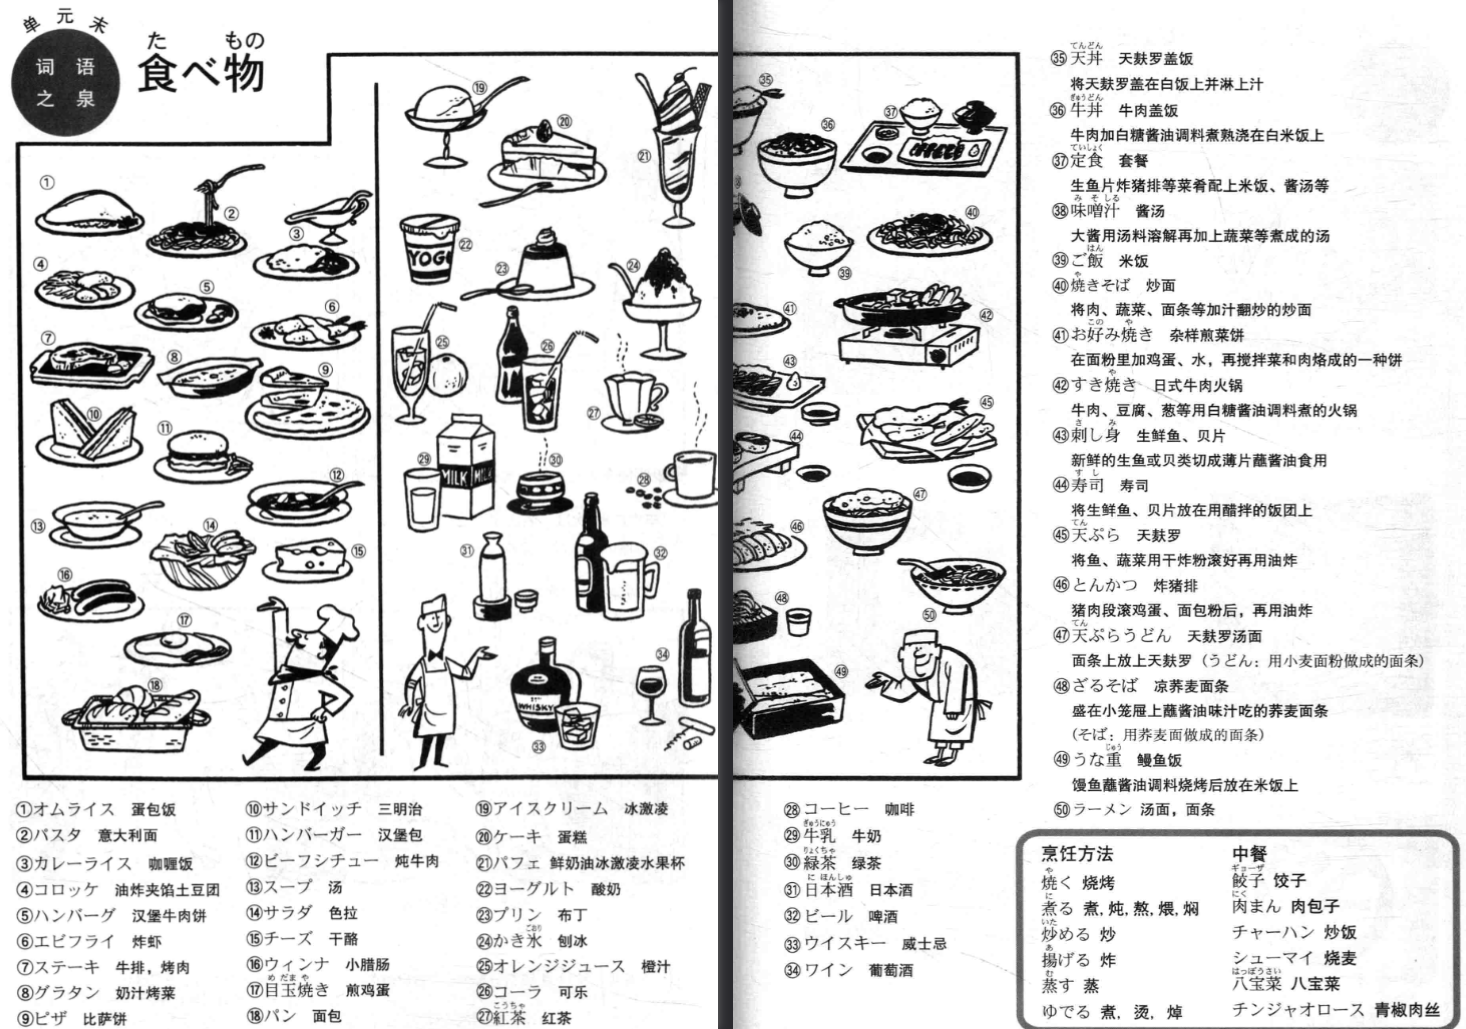 单元末
词语
之泉
た もの
食べ物
①オムライス 蛋包饭
②パスタ 意大利面
③カレーライス 咖喱饭
④コロッケ 油炸夹馅土豆团
⑤ハンバーグ 汉堡牛肉饼
⑥エビフライ 炸虾
⑦ステーキ 牛排，烤肉
⑧グラタン 奶汁烤菜
⑨ピザ 比萨饼
⑩サンドイッチ 三明治
⑪ハンバーガー 汉堡包
⑫ビーフシチュー 炖牛肉
⑬スープ 汤
⑭サラダ 色拉
⑮チーズ 干酪
⑯ウィンナ 小腊肠
め だま や
⑰目玉焼き 煎鸡蛋
⑱パン 面包
⑲アイスクリーム 冰激凌
⑳ケーキ 蛋糕
㉑パフェ 鲜奶油冰激凌水果杯
㉒ヨーグルト 酸奶
㉓プリン 布丁
ごおり
㉔かき氷 刨冰
㉕オレンジジュース 橙汁
㉖コーラ 可乐
こうちゃ
㉗紅茶 红茶
㉘コーヒー 咖啡
ぎゅうにゅう
㉙牛乳 牛奶
りょくちゃ
㉚緑茶 绿茶
に ほんしゅ
㉛日本酒 日本酒
㉜ビール 啤酒
㉝ウイスキー 威士忌
㉞ワイン 葡萄酒
てんどん
㉟天丼 天麸罗盖饭
将天麸罗盖在白饭上并淋上汁
ぎゅうどん
㊱牛丼 牛肉盖饭
牛肉加白糖酱油调料煮熟浇在白米饭上
ていしょく
㊲定食 套餐
生鱼片炸猪排等菜肴配上米饭、酱汤等
み そ しる
㊳味噌汁 酱汤
大酱用汤料溶解再加上蔬菜等煮成的汤
はん
㊴ご飯 米饭
や
㊵焼きそば 炒面
将肉、蔬菜、面条等加汁翻炒的炒面
この や
㊶お好み焼き 杂样煎菜饼
在面粉里加鸡蛋、水，再搅拌菜和肉烙成的一种饼
や
㊷すき焼き 日式牛肉火锅
牛肉、豆腐、葱等用白糖酱油调料煮的火锅
さ み
㊸刺し身 生鲜鱼、贝片
新鲜的生鱼或贝类切成薄片蘸酱油食用
す し
㊹寿司 寿司
将生鲜鱼、贝片放在用醋拌的饭团上
てん
㊺天ぷら 天麸罗
将鱼、蔬菜用干炸粉滚好再用油炸
㊻とんかつ 炸猪排
猪肉段滚鸡蛋、面包粉后，再用油炸
てん
㊼天ぷらうどん 天麸罗汤面
面条上放上天麸罗（うどん：用小麦面粉做成的面条）
㊽ざるそば 凉荞麦面条
盛在小笼屉上蘸酱油味汁吃的荞麦面条
（そば：用荞麦面做成的面条）
じゅう
㊾うな重 鳗鱼饭
馒鱼蘸酱油调料烧烤后放在米饭上
㊿ラーメン 汤面，面条
烹饪方法
や
焼く 烧烤
に
煮る 煮，炖，熬，煨，焖
いた
炒める 炒
あ
揚げる 炸
む
蒸す 蒸
ゆでる 煮，烫，焯
中餐
ギョーザ
餃子 饺子
にく
肉まん 肉包子
チャーハン 炒饭
シューマイ 烧麦
はっぽうさい
八宝菜 八宝菜
チンジャオロース 青椒肉丝
YOG
MILK
MILK
WHISKY